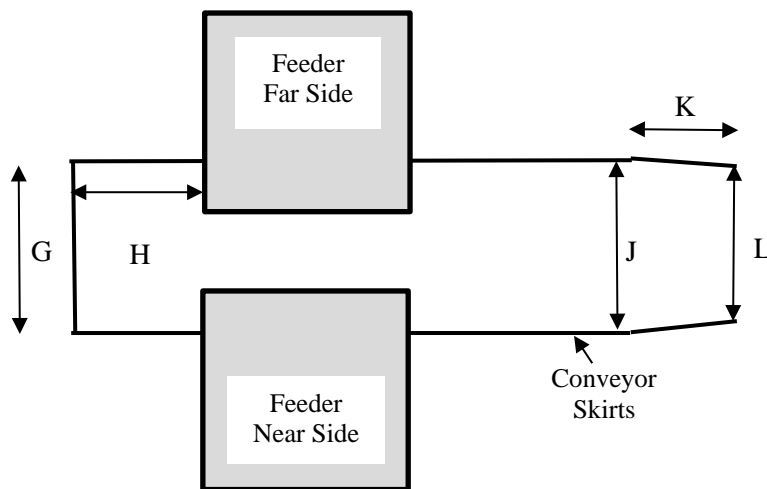 Feeder
Far Side
K
G
H
J
L
Conveyor
Skirts
Feeder
Near Side